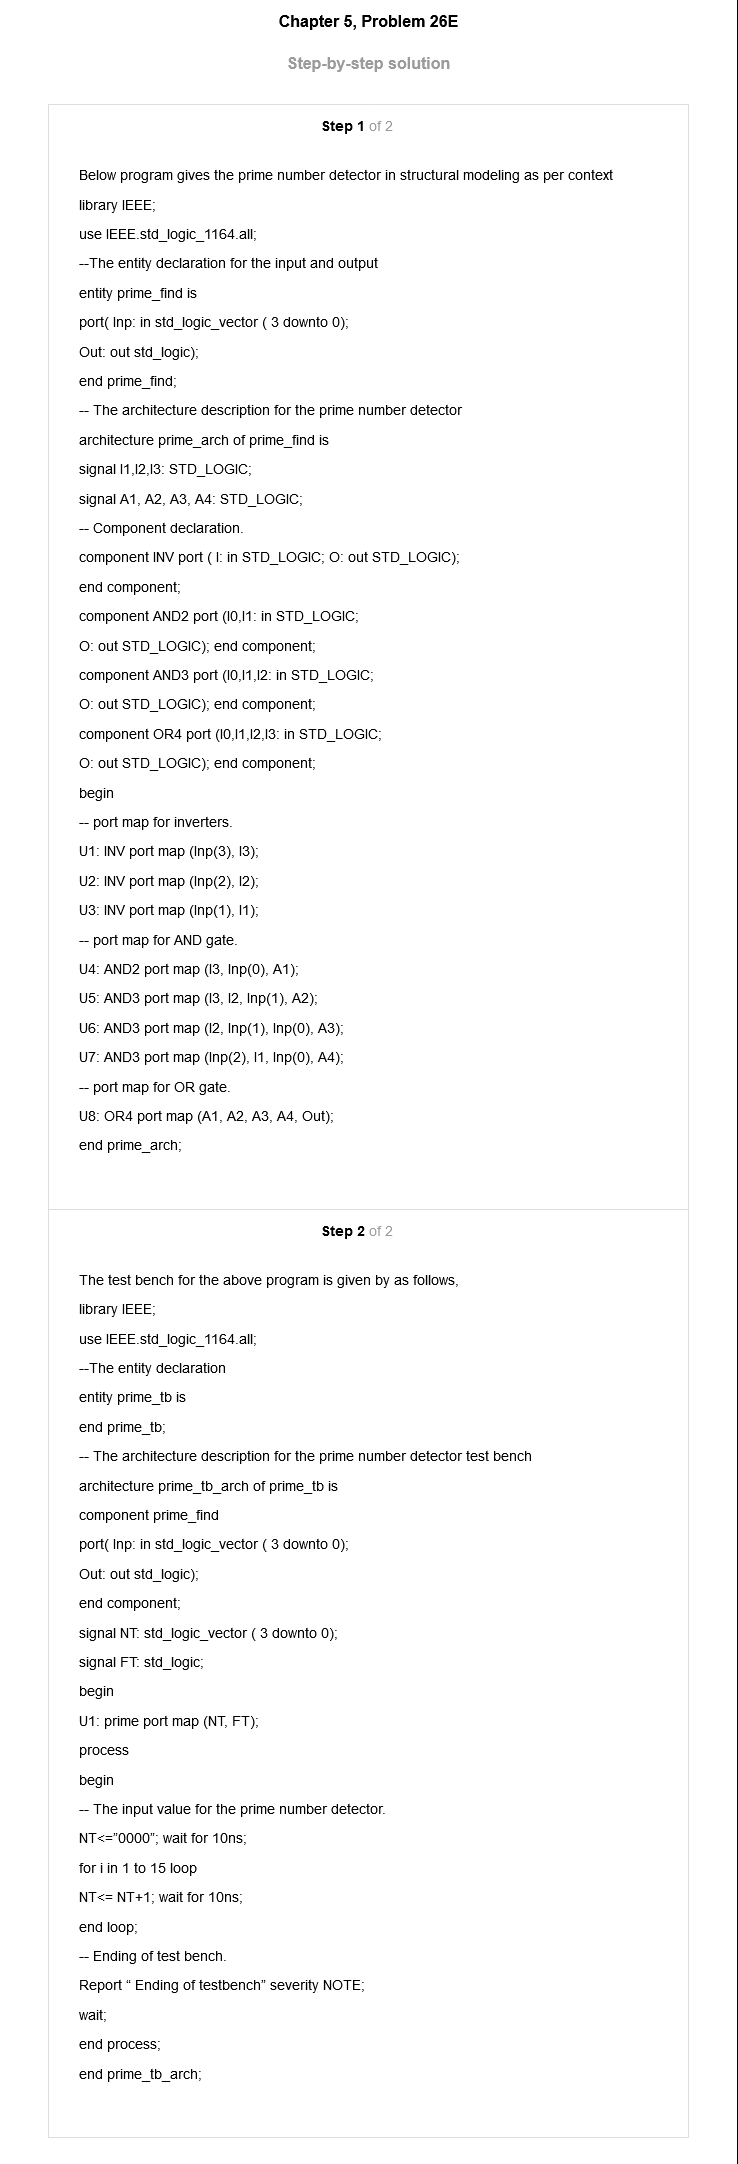 Chapter 5, Problem 26E
Step-by-step solution
Step 1 of 2
Below program gives the prime number detector in structural modeling as per context
library IEEE;
use IEEE.std_logic_1164.all;
--The entity declaration for the input and output
entity prime_find is
port( Inp: in std_logic_vector ( 3 downto 0);
Out: out std_logic);
end prime_find;
-- The architecture description for the prime number detector
architecture prime_arch of prime_find is
signal I1,I2,I3: STD_LOGIC;
signal A1, A2, A3, A4: STD_LOGIC;
-- Component declaration.
component INV port ( I: in STD_LOGIC; O: out STD_LOGIC);
end component;
component AND2 port (I0,I1: in STD_LOGIC;
O: out STD_LOGIC); end component;
component AND3 port (I0,I1,I2: in STD_LOGIC;
O: out STD_LOGIC); end component;
component OR4 port (I0,I1,I2,I3: in STD_LOGIC;
O: out STD_LOGIC); end component;
begin
-- port map for inverters.
U1: INV port map (Inp(3), I3);
U2: INV port map (Inp(2), I2);
U3: INV port map (Inp(1), I1);
-- port map for AND gate.
U4: AND2 port map (I3, Inp(0), A1);
U5: AND3 port map (I3, I2, Inp(1), A2);
U6: AND3 port map (I2, Inp(1), Inp(0), A3);
U7: AND3 port map (Inp(2), I1, Inp(0), A4);
-- port map for OR gate.
U8: OR4 port map (A1, A2, A3, A4, Out);
end prime_arch;
Step 2 of 2
The test bench for the above program is given by as follows,
library IEEE;
use IEEE.std_logic_1164.all;
--The entity declaration
entity prime_tb is
end prime_tb;
-- The architecture description for the prime number detector test bench
architecture prime_tb_arch of prime_tb is
component prime_find
port( Inp: in std_logic_vector ( 3 downto 0);
Out: out std_logic);
end component;
signal NT: std_logic_vector ( 3 downto 0);
signal FT: std_logic;
begin
U1: prime port map (NT, FT);
process
begin
-- The input value for the prime number detector.
NT<=”0000”; wait for 10ns;
for i in 1 to 15 loop
NT<= NT+1; wait for 10ns;
end loop;
-- Ending of test bench.
Report “ Ending of testbench” severity NOTE;
wait;
end process;
end prime_tb_arch;